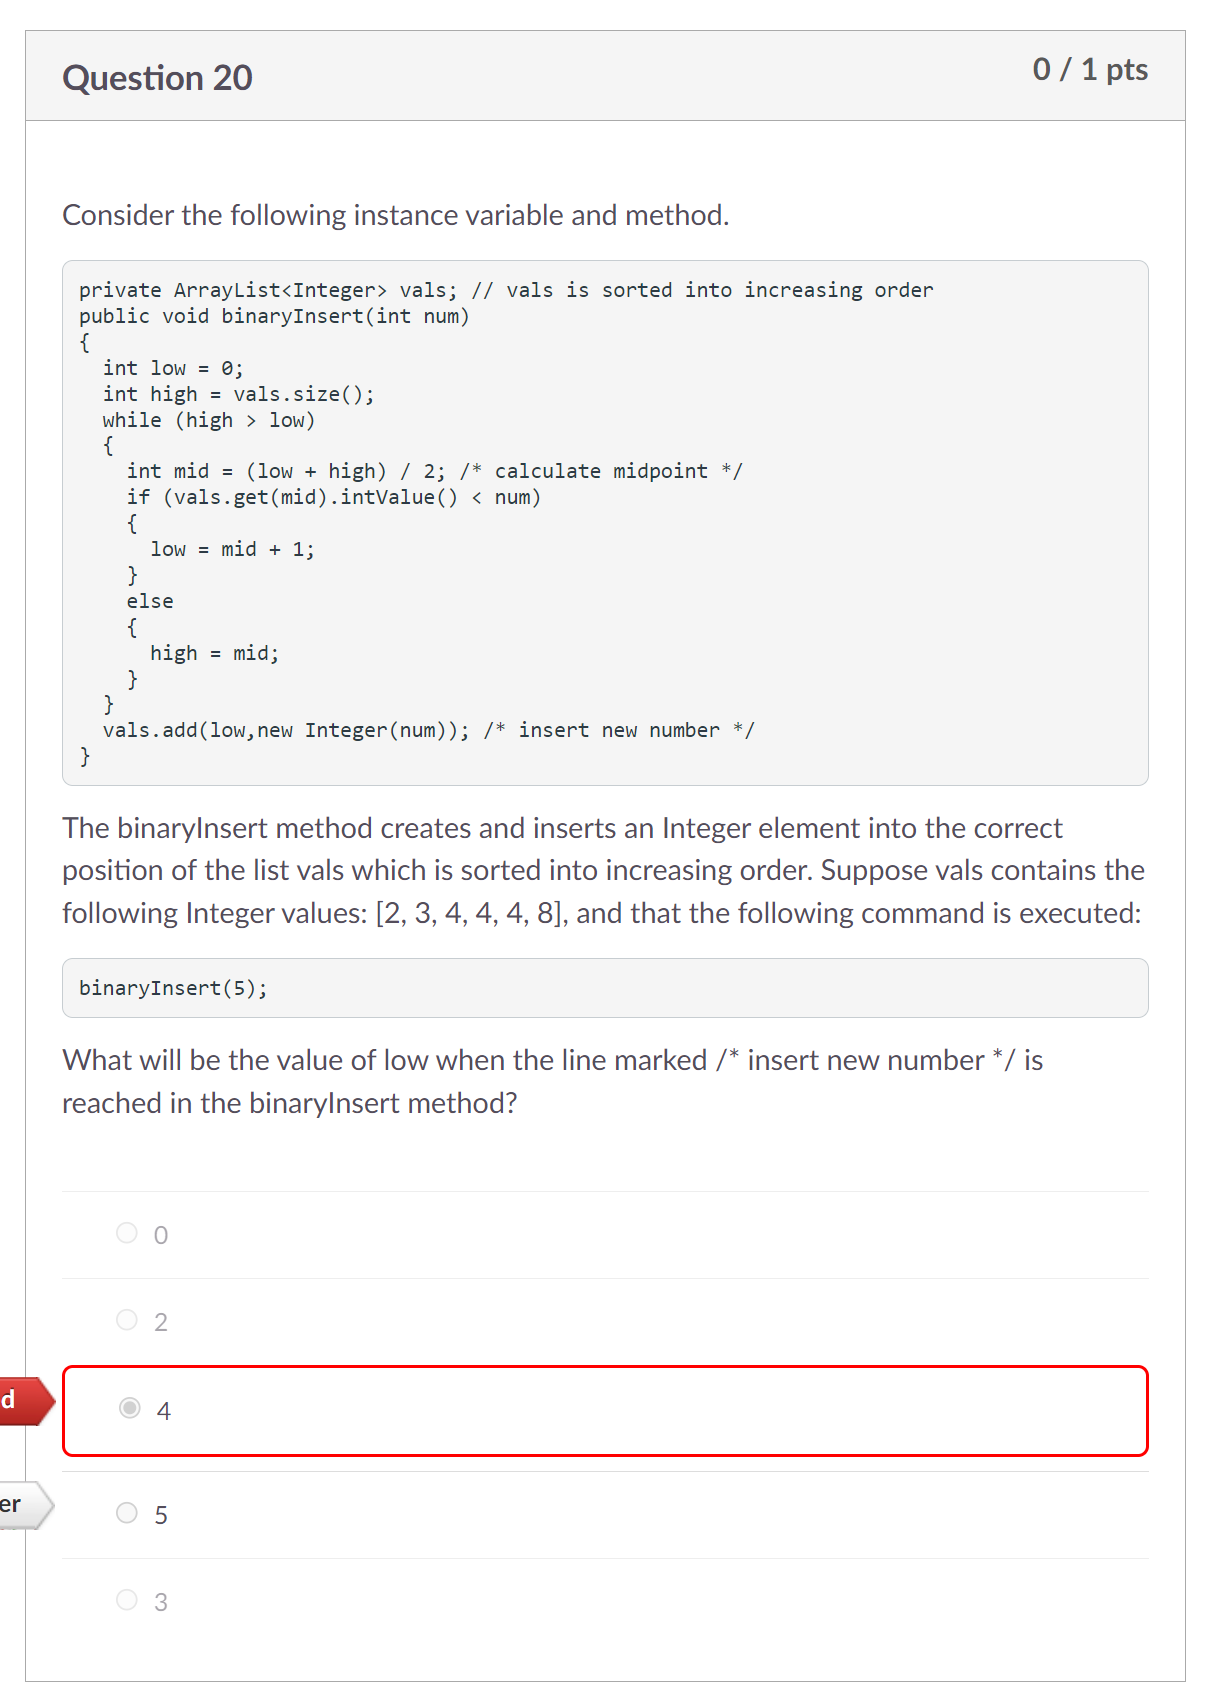 Question 20
0 / 1 pts
Consider the following instance variable and method.
private ArrayList<Integer> vals; // vals is sorted into increasing order
public void binaryInsert(int num)
{
  int low = 0;
  int high = vals.size();
  while (high > low)
  {
    int mid = (low + high) / 2; /* calculate midpoint */
    if (vals.get(mid).intValue() < num)
    {
      low = mid + 1;
    }
    else
    {
      high = mid;
    }
  }
  vals.add(low,new Integer(num)); /* insert new number */
}
The binaryInsert method creates and inserts an Integer element into the correct
position of the list vals which is sorted into increasing order. Suppose vals contains the
following Integer values: [2, 3, 4, 4, 4, 8], and that the following command is executed:
binaryInsert(5);
What will be the value of low when the line marked /* insert new number */ is
reached in the binaryInsert method?
0
2
d
4
er
5
3